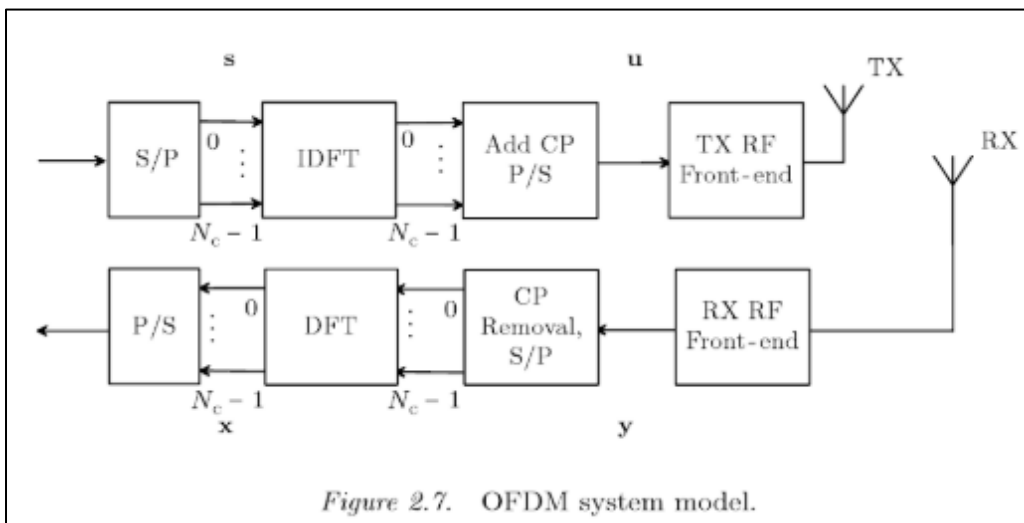 s
u
TX
RX
S/P
0
⋮
N_c − 1
IDFT
0
⋮
N_c − 1
Add CP
P/S
TX RF
Front-end
P/S
0
⋮
N_c − 1
DFT
0
⋮
N_c − 1
CP
Removal,
S/P
RX RF
Front-end
x
y
Figure 2.7. OFDM system model.